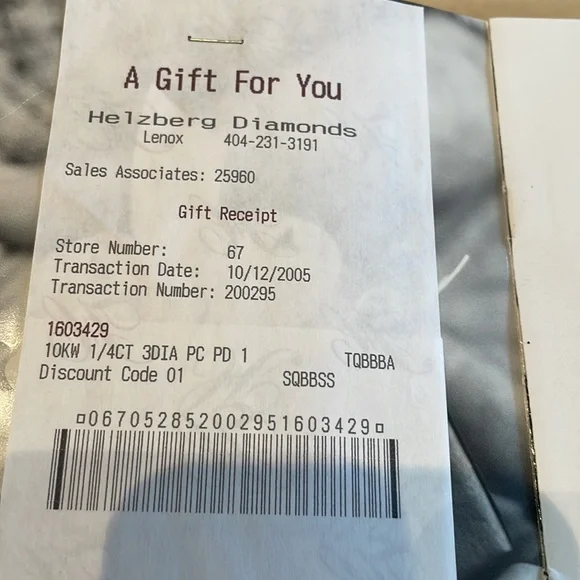 A Gift For You
Helzberg Diamonds
Lenox 404-231-3191
Sales Associates: 25960
Gift Receipt
Store Number: 67
Transaction Date: 10/12/2005
Transaction Number: 200295
1603429
10KW 1/4CT 3DIA PC PD 1 TQBBBA
Discount Code 01 SQBBSS
¤067052852002951603429¤